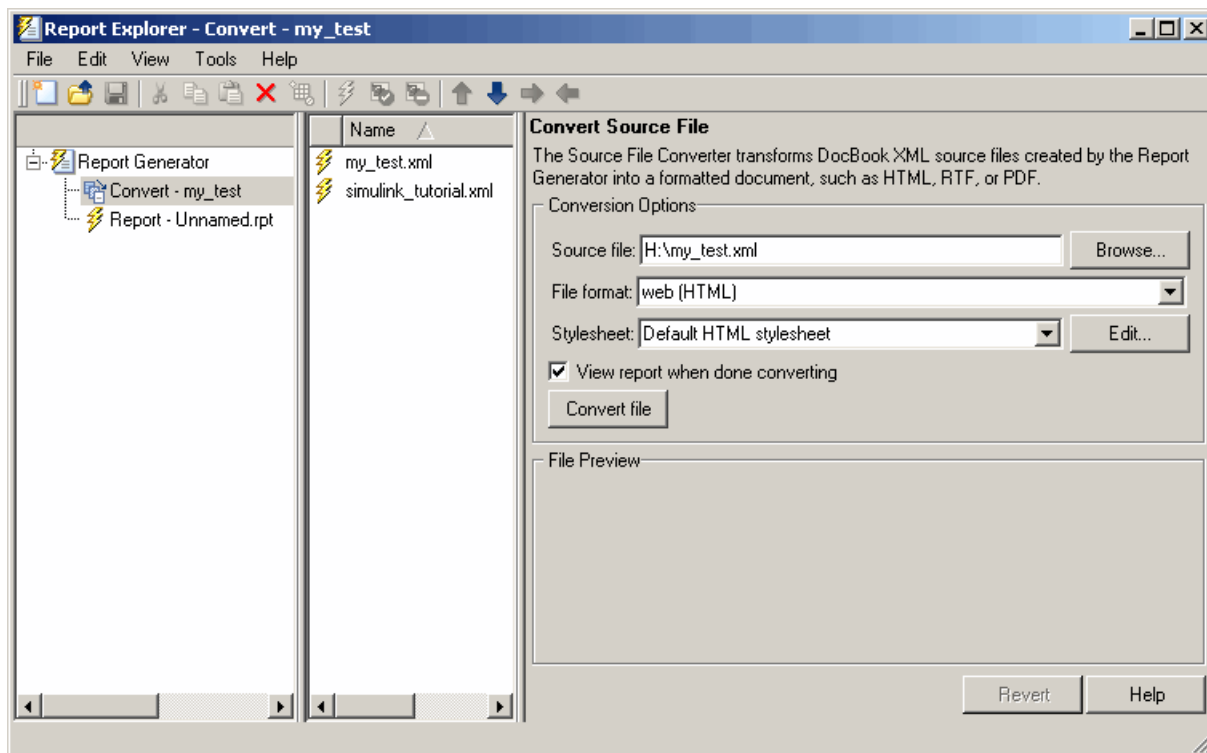 Report Explorer - Convert - my_test
File Edit View Tools Help
Report Generator
Convert - my_test
Report - Unnamed.rpt
Name
my_test.xml
simulink_tutorial.xml
Convert Source File
The Source File Converter transforms DocBook XML source files created by the Report
Generator into a formatted document, such as HTML, RTF, or PDF.
Conversion Options
Source file: H:\my_test.xml Browse...
File format: web (HTML)
Stylesheet: Default HTML stylesheet Edit...
View report when done converting
Convert file
File Preview
Revert Help